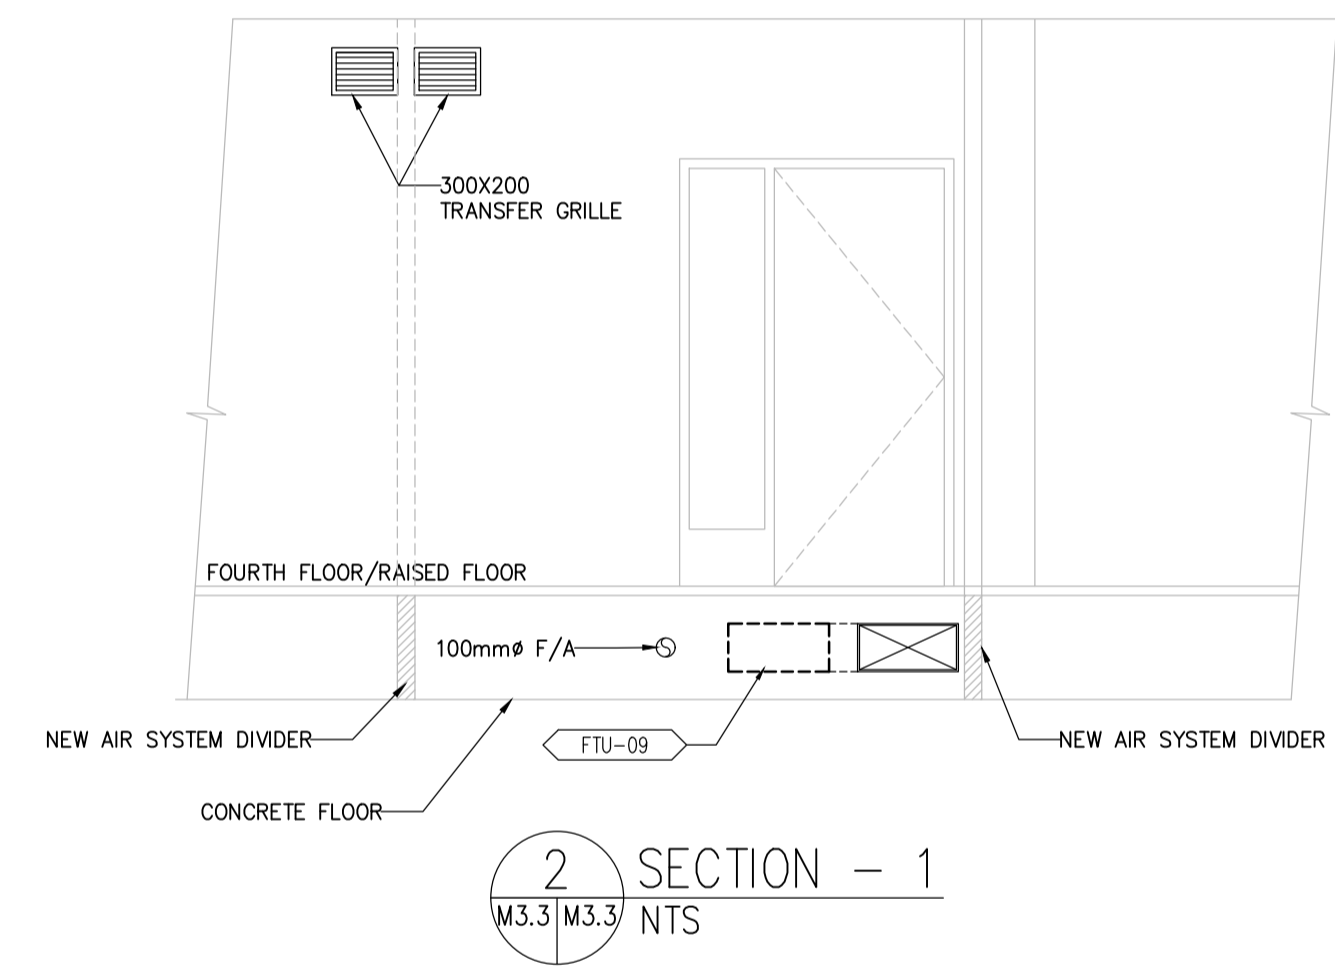 300X200
TRANSFER GRILLE
FOURTH FLOOR/RAISED FLOOR
100mmø F/A
NEW AIR SYSTEM DIVIDER
FTU-09
NEW AIR SYSTEM DIVIDER
CONCRETE FLOOR
2 SECTION - 1
M3.3 M3.3 NTS